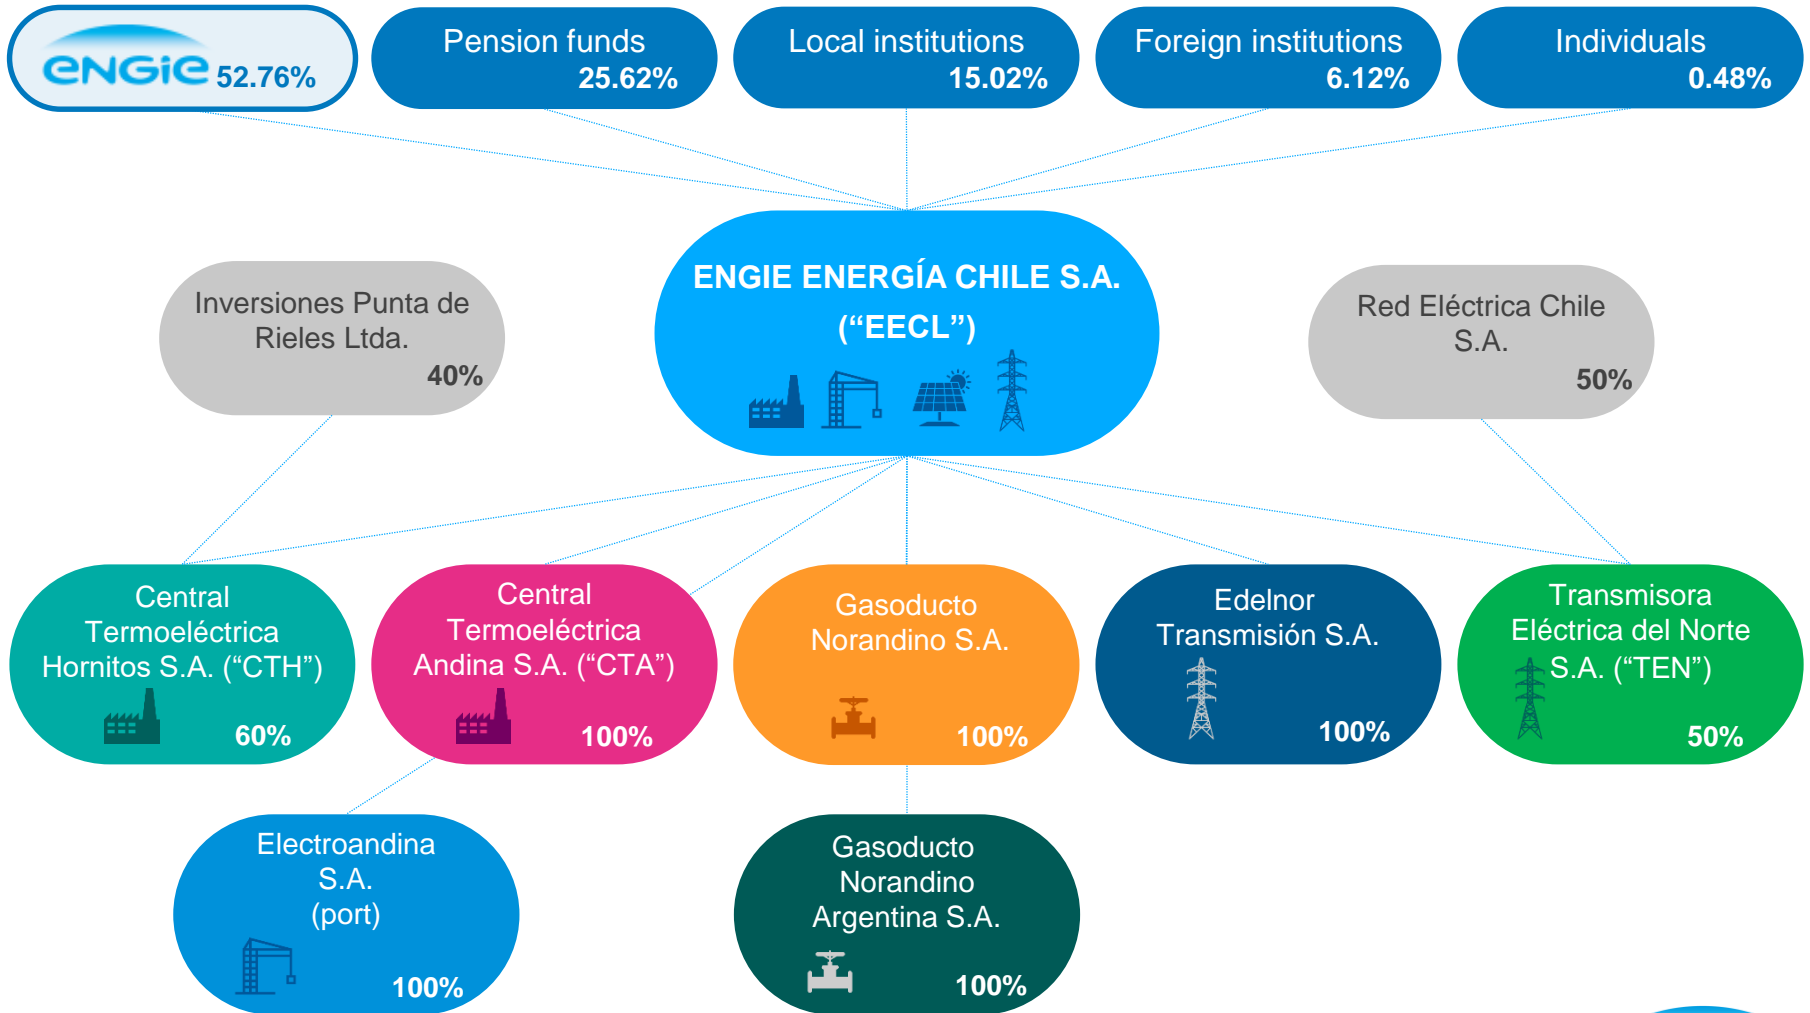 ENGIE 52.76%
Pension funds
25.62%
Local institutions
15.02%
Foreign institutions
6.12%
Individuals
0.48%
ENGIE ENERGÍA CHILE S.A.
(“EECL”)
Inversiones Punta de
Rieles Ltda.
40%
Red Eléctrica Chile
S.A.
50%
Central
Termoeléctrica
Hornitos S.A. (“CTH”)
60%
Central
Termoeléctrica
Andina S.A. (“CTA”)
100%
Gasoducto
Norandino S.A.
100%
Edelnor
Transmisión S.A.
100%
Transmisora
Eléctrica del Norte
S.A. (“TEN”)
50%
Electroandina
S.A.
(port)
100%
Gasoducto
Norandino
Argentina S.A.
100%